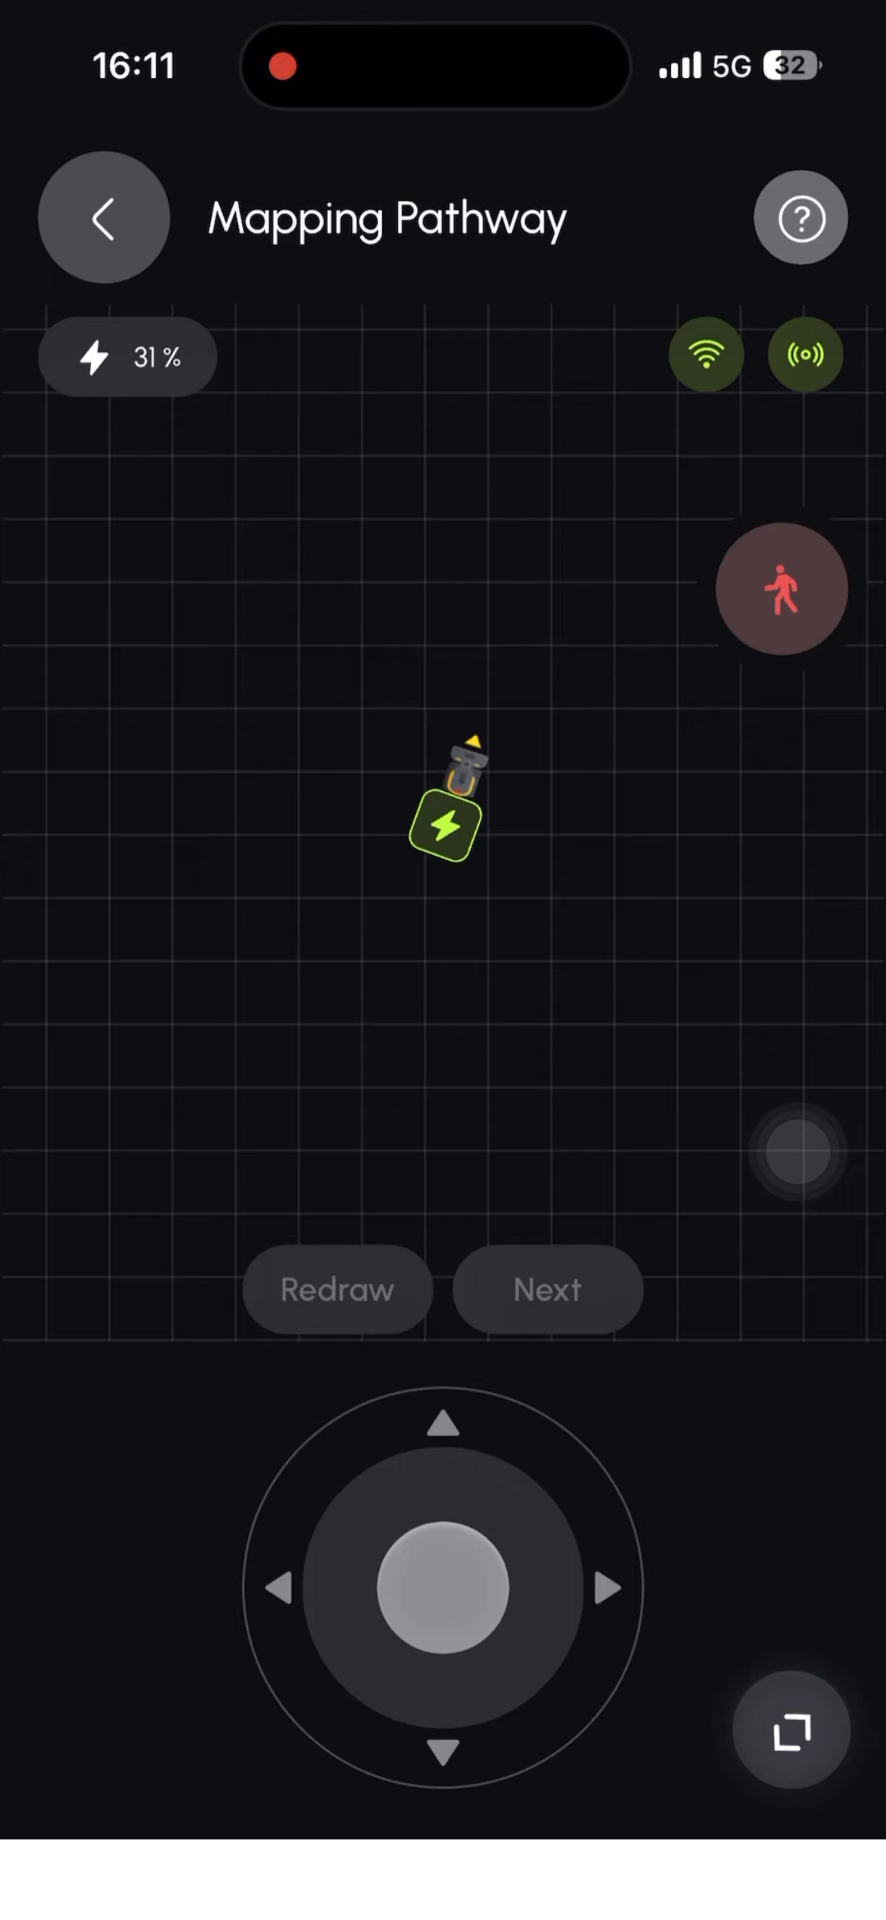 16:11
5G
32
Mapping Pathway
?
31 %
Redraw
Next